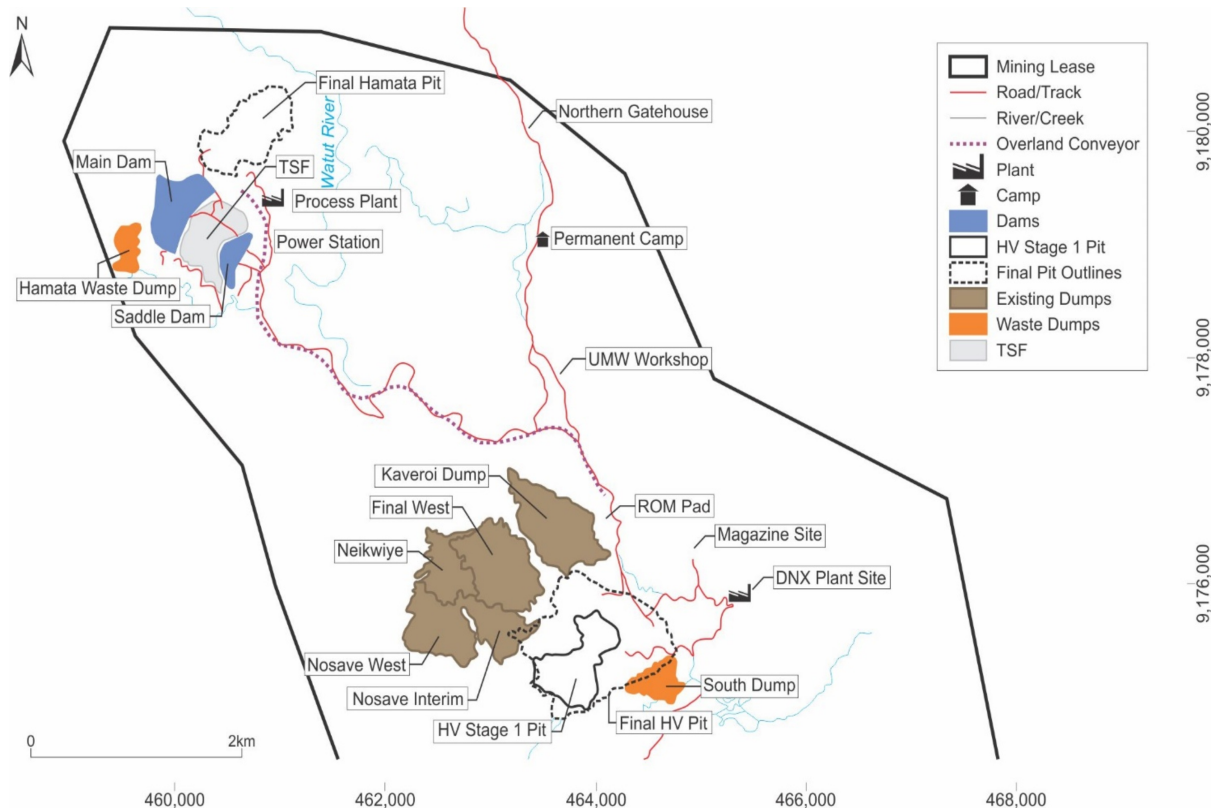 N
Final Hamata Pit
Northern Gatehouse
Main Dam
TSF
Watut River
Process Plant
Power Station
Permanent Camp
Hamata Waste Dump
Saddle Dam
UMW Workshop
Kaveroi Dump
Final West
ROM Pad
Neikwiye
Magazine Site
DNX Plant Site
Nosave West
Nosave Interim
South Dump
HV Stage 1 Pit
Final HV Pit
Mining Lease
Road/Track
River/Creek
Overland Conveyor
Plant
Camp
Dams
HV Stage 1 Pit
Final Pit Outlines
Existing Dumps
Waste Dumps
TSF
9,180,000
9,178,000
9,176,000
0 2km
460,000 462,000 464,000 466,000 468,000